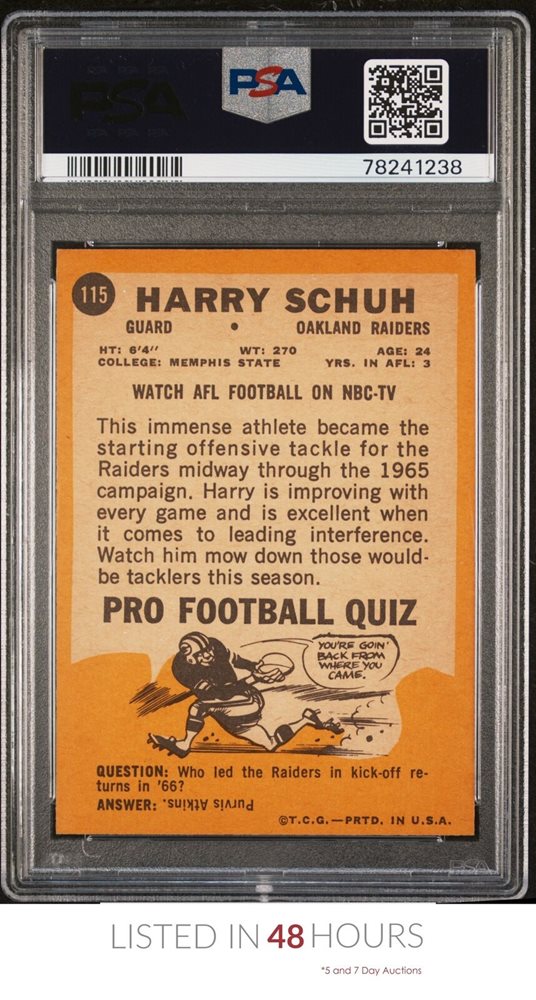 PSA
PSA
78241238
115
HARRY SCHUH
GUARD • OAKLAND RAIDERS
HT: 6'4" WT: 270 AGE: 24
COLLEGE: MEMPHIS STATE YRS. IN AFL: 3
WATCH AFL FOOTBALL ON NBC-TV
This immense athlete became the
starting offensive tackle for the
Raiders midway through the 1965
campaign. Harry is improving with
every game and is excellent when
it comes to leading interference.
Watch him mow down those would-
be tacklers this season.
PRO FOOTBALL QUIZ
YOU'RE GOIN'
BACK FROM
WHERE YOU
CAME.
QUESTION: Who led the Raiders in kick-off re-
turns in '66?
ANSWER: Purvis Atkins.
©T.C.G.—PRTD. IN U.S.A.
PSA
LISTED IN 48 HOURS
*5 and 7 Day Auctions